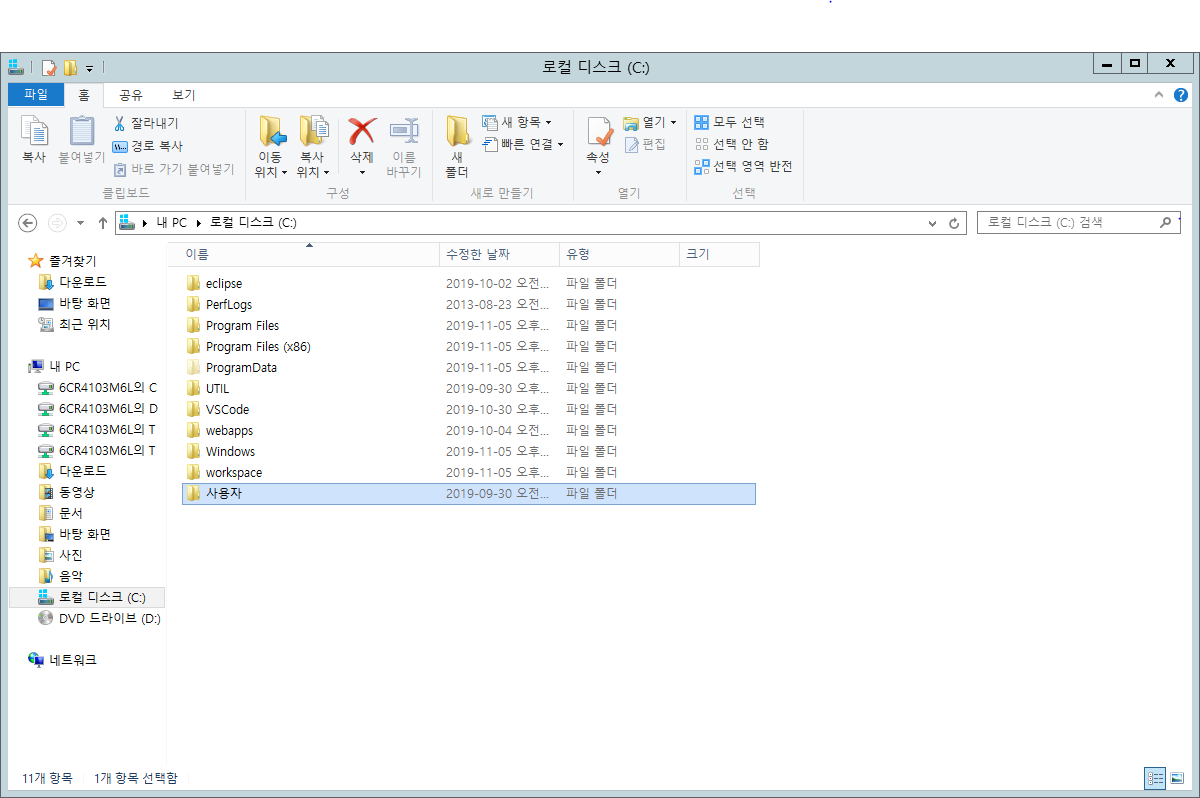 로컬 디스크 (C:)
파일 홈 공유 보기
복사
붙여넣기
잘라내기
경로 복사
바로 가기 붙여넣기
클립보드
이동 위치
복사 위치
삭제
이름 바꾸기
구성
새 폴더
새 항목
빠른 연결
새로 만들기
속성
열기
편집
열기
모두 선택
선택 안 함
선택 영역 반전
선택
내 PC 로컬 디스크 (C:)
로컬 디스크 (C:) 검색
즐겨찾기
다운로드
바탕 화면
최근 위치
내 PC
6CR4103M6L의 C
6CR4103M6L의 D
6CR4103M6L의 T
6CR4103M6L의 T
다운로드
동영상
문서
바탕 화면
사진
음악
로컬 디스크 (C:)
DVD 드라이브 (D:)
네트워크
이름 수정한 날짜 유형 크기
eclipse 2019-10-02 오전... 파일 폴더
PerfLogs 2013-08-23 오전... 파일 폴더
Program Files 2019-11-05 오후... 파일 폴더
Program Files (x86) 2019-11-05 오후... 파일 폴더
ProgramData 2019-11-05 오후... 파일 폴더
UTIL 2019-09-30 오후... 파일 폴더
VSCode 2019-10-30 오후... 파일 폴더
webapps 2019-10-04 오전... 파일 폴더
Windows 2019-11-05 오후... 파일 폴더
workspace 2019-11-05 오후... 파일 폴더
사용자 2019-09-30 오전... 파일 폴더
11개 항목 1개 항목 선택함